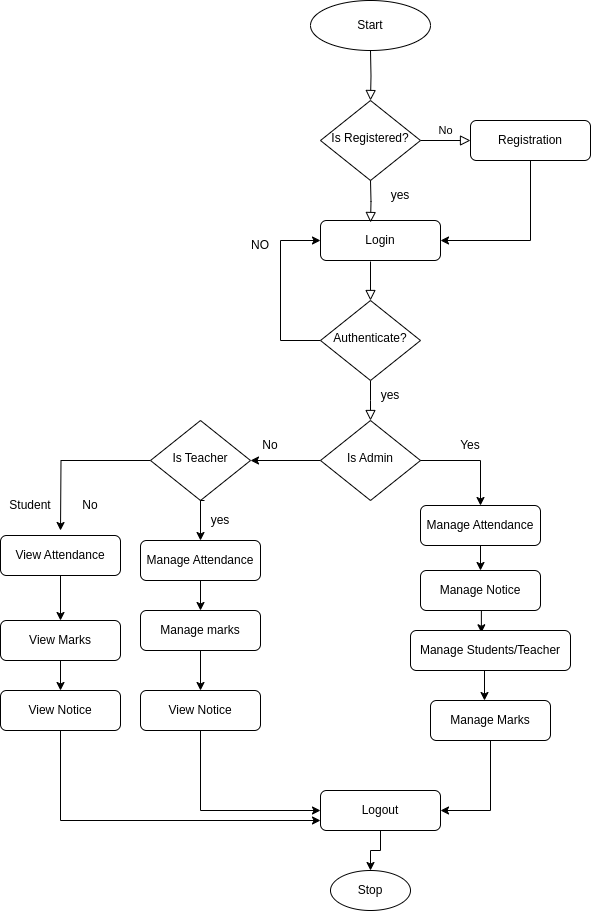 Start
Is Registered?
No
Registration
yes
Login
NO
Authenticate?
yes
Is Teacher
No
Is Admin
Yes
Student
No
yes
Manage Attendance
View Attendance
Manage Attendance
Manage Notice
View Marks
Manage marks
Manage Students/Teacher
View Notice
View Notice
Manage Marks
Logout
Stop